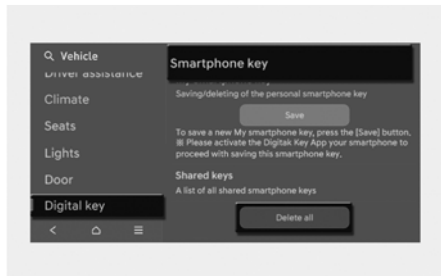 Vehicle
Driver assistance
Climate
Seats
Lights
Door
Digital key
Smartphone key
Saving/deleting of the personal smartphone key
Save
To save a new My smartphone key, press the [Save] button.
※ Please activate the Digitak Key App your smartphone to
proceed with saving this smartphone key.
Shared keys
A list of all shared smartphone keys
Delete all